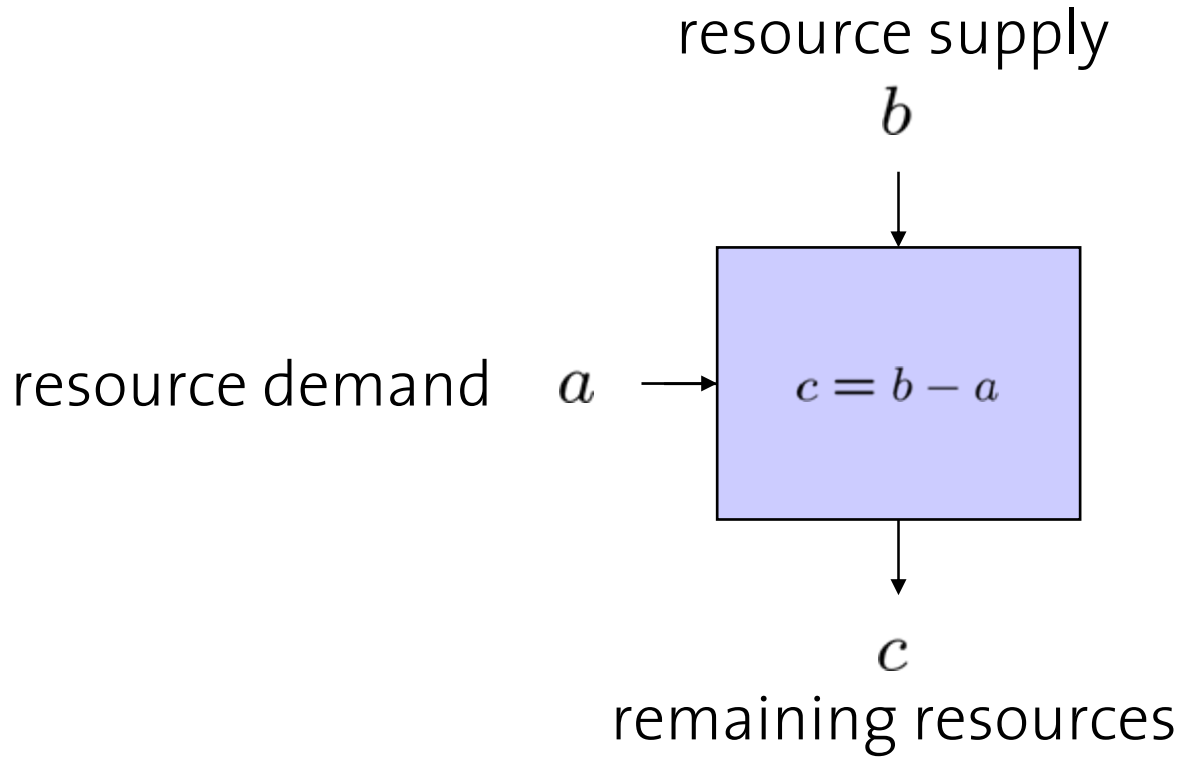 resource supply
b
resource demand a
c = b − a
c
remaining resources